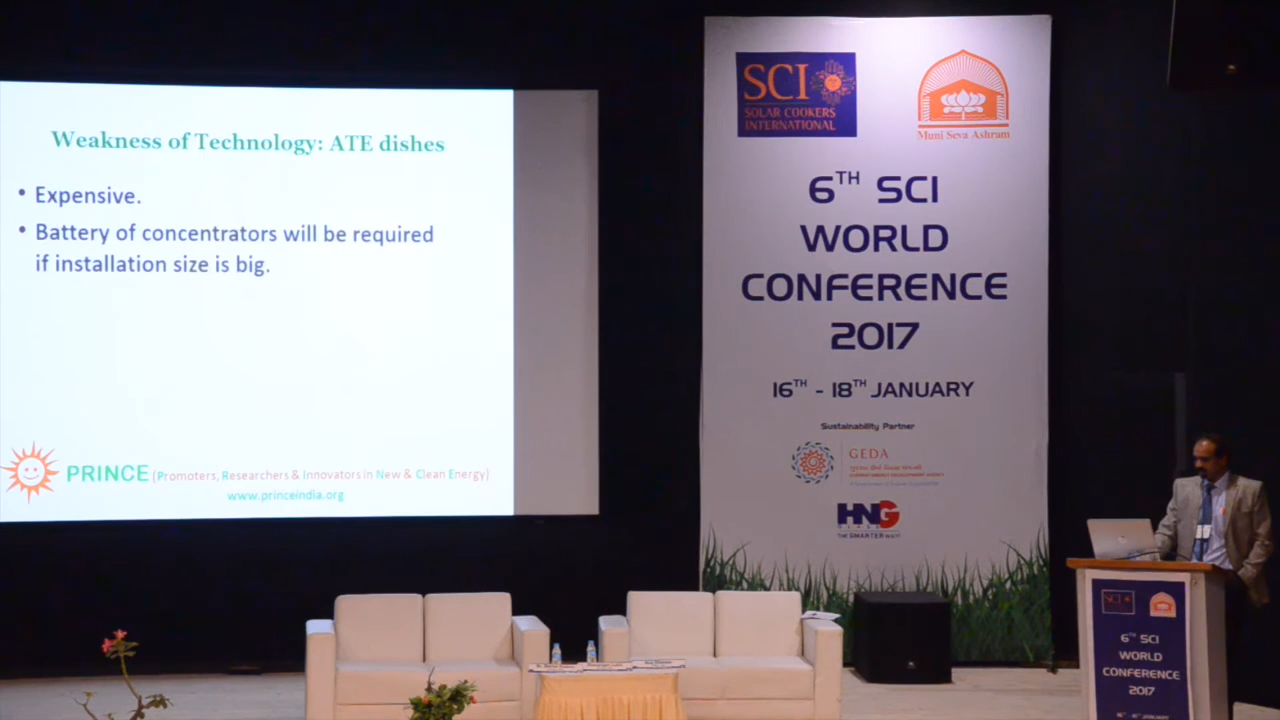 Weakness of Technology: ATE dishes
• Expensive.
• Battery of concentrators will be required
if installation size is big.
PRINCE (Promoters, Researchers & Innovators in New & Clean Energy)
www.princeindia.org
SCI
SOLAR COOKERS
INTERNATIONAL
Muni Seva Ashram
6TH SCI
WORLD
CONFERENCE
2017
16TH - 18TH JANUARY
Sustainability Partner
GEDA
HNG
GLASS
THE SMARTER WAY!
SCI
6TH SCI
WORLD
CONFERENCE
2017